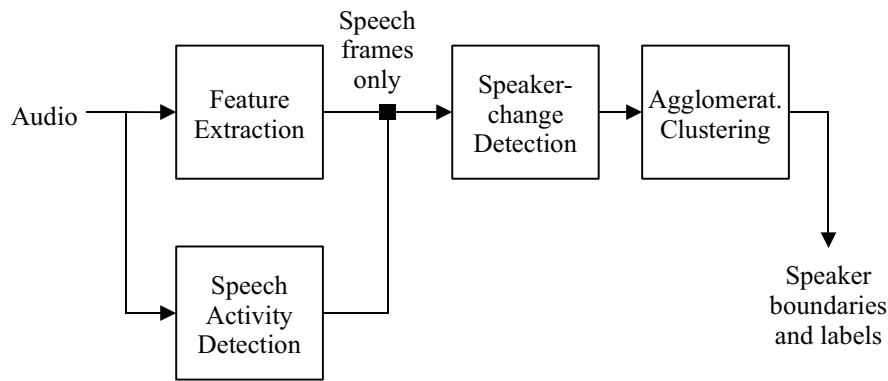 Audio
Feature
Extraction
Speech
frames
only
Speaker-
change
Detection
Agglomerat.
Clustering
Speech
Activity
Detection
Speaker
boundaries
and labels